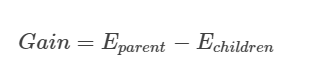 Gain = E_parent − E_children